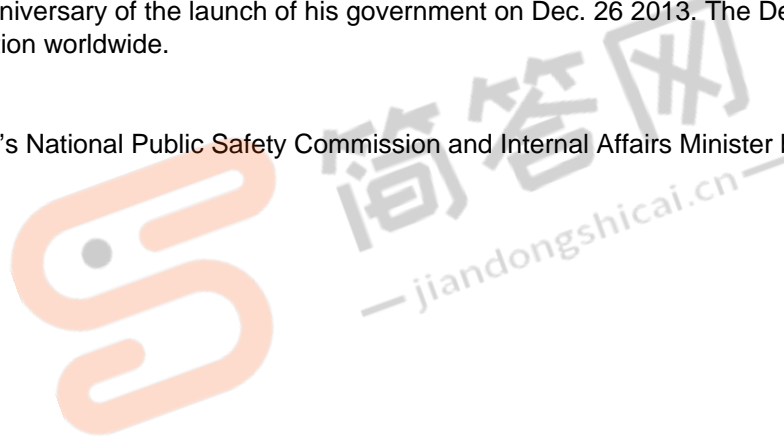 niversary of the launch of his government on Dec. 26 2013. The De
ion worldwide.
's National Public Safety Commission and Internal Affairs Minister
简答网
jiandongshicai.cn